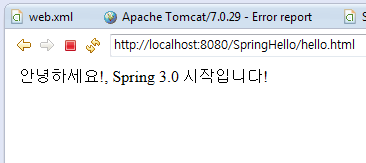 web.xml
Apache Tomcat/7.0.29 - Error report
S
http://localhost:8080/SpringHello/hello.html
안녕하세요!, Spring 3.0 시작입니다!